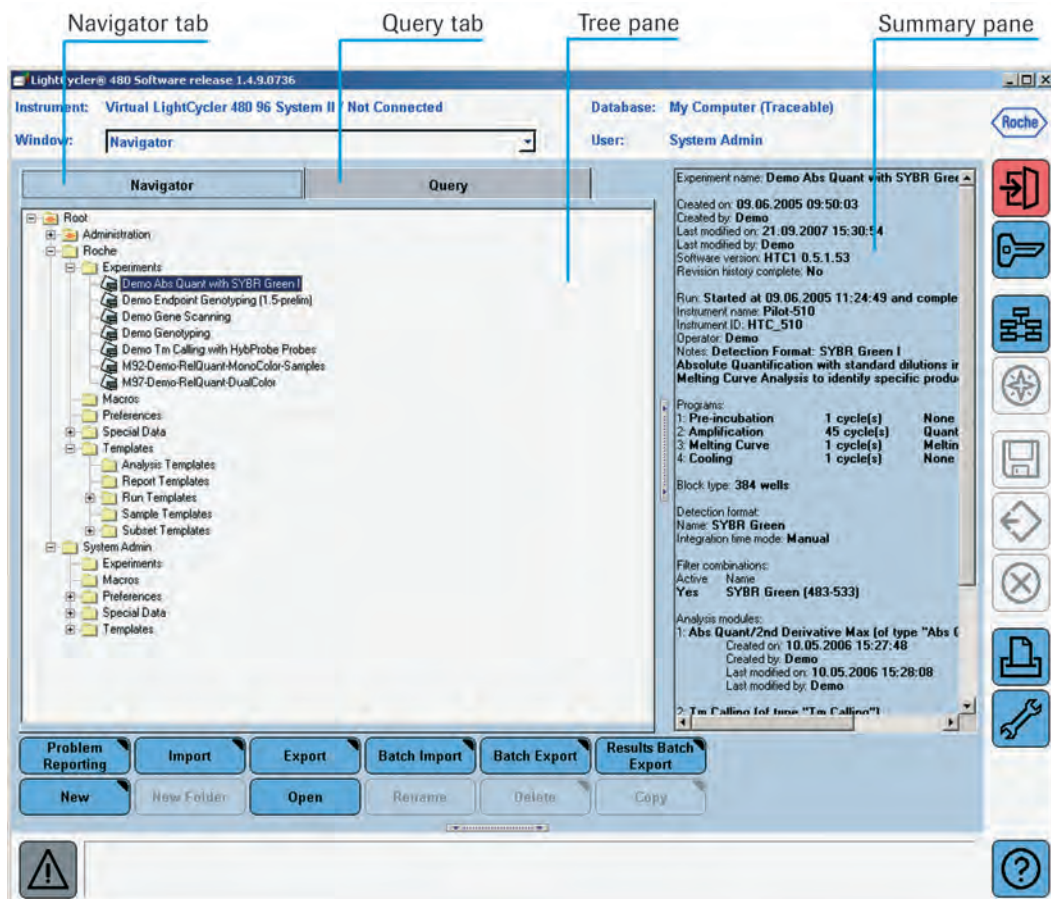 Navigator tab
Query tab
Tree pane
Summary pane
LightCycler® 480 Software release 1.4.9.0736
Instrument: Virtual LightCycler 480 96 System II / Not Connected
Database: My Computer (Traceable)
Window: Navigator
User: System Admin
Roche
Navigator
Query
Root
Administration
Roche
Experiments
Demo Abs Quant with SYBR Green I
Demo Endpoint Genotyping (1.5-prelim)
Demo Gene Scanning
Demo Genotyping
Demo Tm Calling with HybProbe Probes
M92-Demo-RelQuant-MonoColor-Samples
M97-Demo-RelQuant-DualColor
Macros
Preferences
Special Data
Templates
Analysis Templates
Report Templates
Run Templates
Sample Templates
Subset Templates
System Admin
Experiments
Macros
Preferences
Special Data
Templates
Experiment name: Demo Abs Quant with SYBR Gree
Created on: 09.06.2005 09:50:03
Created by: Demo
Last modified on: 21.09.2007 15:30:54
Last modified by: Demo
Software version: HTC1 0.5.1.53
Revision history complete: No
Run: Started at 09.06.2005 11:24:49 and comple
Instrument name: Pilot-510
Instrument ID: HTC_510
Operator: Demo
Notes: Detection Format: SYBR Green I
Absolute Quantification with standard dilutions in
Melting Curve Analysis to identify specific produ
Programs:
1: Pre-incubation 1 cycle(s) None
2: Amplification 45 cycle(s) Quant
3: Melting Curve 1 cycle(s) Meltin
4: Cooling 1 cycle(s) None
Block type: 384 wells
Detection format:
Name: SYBR Green
Integration time mode: Manual
Filter combinations:
Active Name
Yes SYBR Green (483-533)
Analysis modules:
1: Abs Quant/2nd Derivative Max (of type "Abs Q
Created on: 10.05.2006 15:27:48
Created by: Demo
Last modified on: 10.05.2006 15:28:08
Last modified by: Demo
2: Tm Calling (of type "Tm Calling")
Problem Reporting
Import
Export
Batch Import
Batch Export
Results Batch Export
New
New Folder
Open
Rename
Delete
Copy